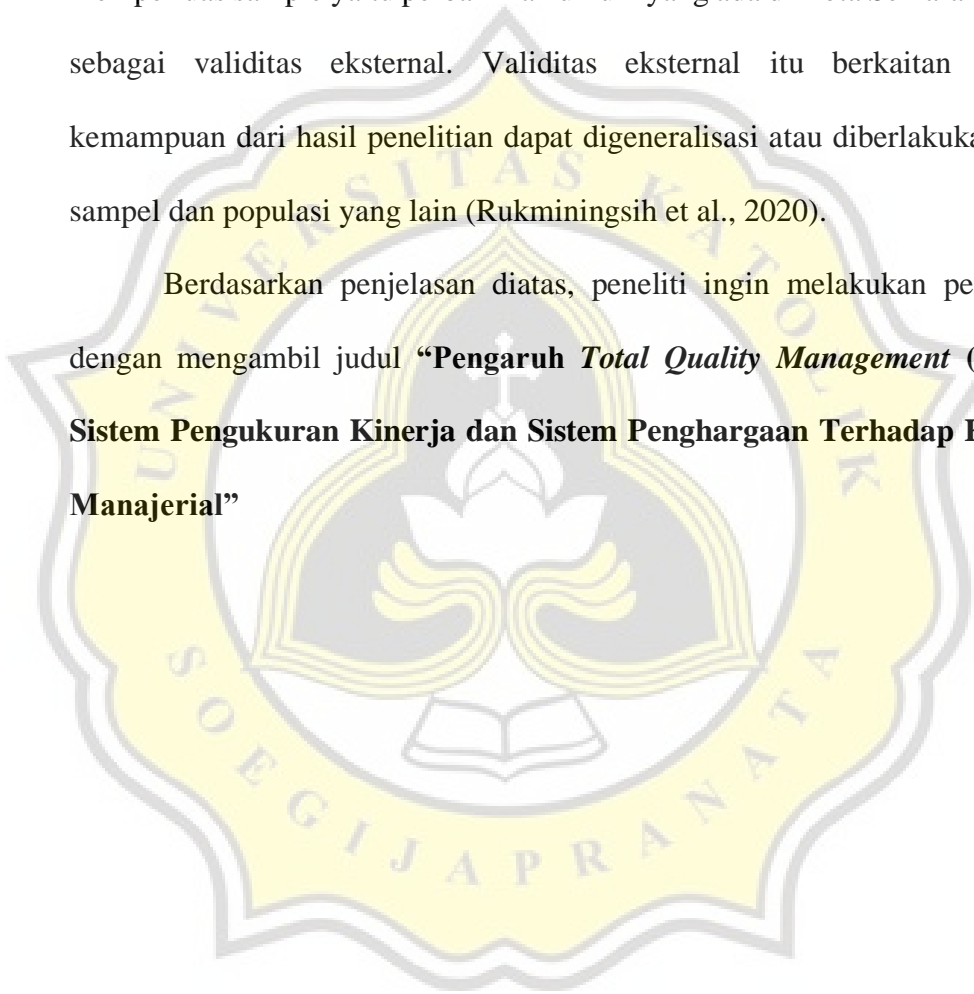 sebagai validitas eksternal. Validitas eksternal itu berkaitan
kemampuan dari hasil penelitian dapat digeneralisasi atau
sampel dan populasi yang lain (Rukminingsih et al., 2020).
Berdasarkan penjelasan diatas, peneliti ingin melakukan
dengan mengambil judul “Pengaruh Total Quality Management (
Sistem Pengukuran Kinerja dan Sistem Penghargaan Terhadap
Manajerial”
UNIVERSITAS KATOLIK
SOEGIJAPRANATA